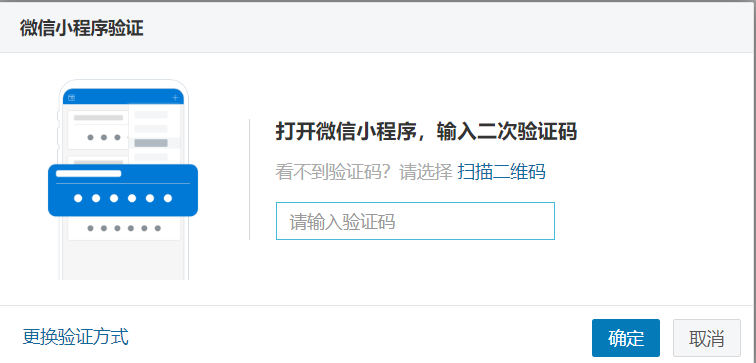 微信小程序验证
打开微信小程序，输入二次验证码
看不到验证码？请选择 扫描二维码
请输入验证码
更换验证方式
确定
取消